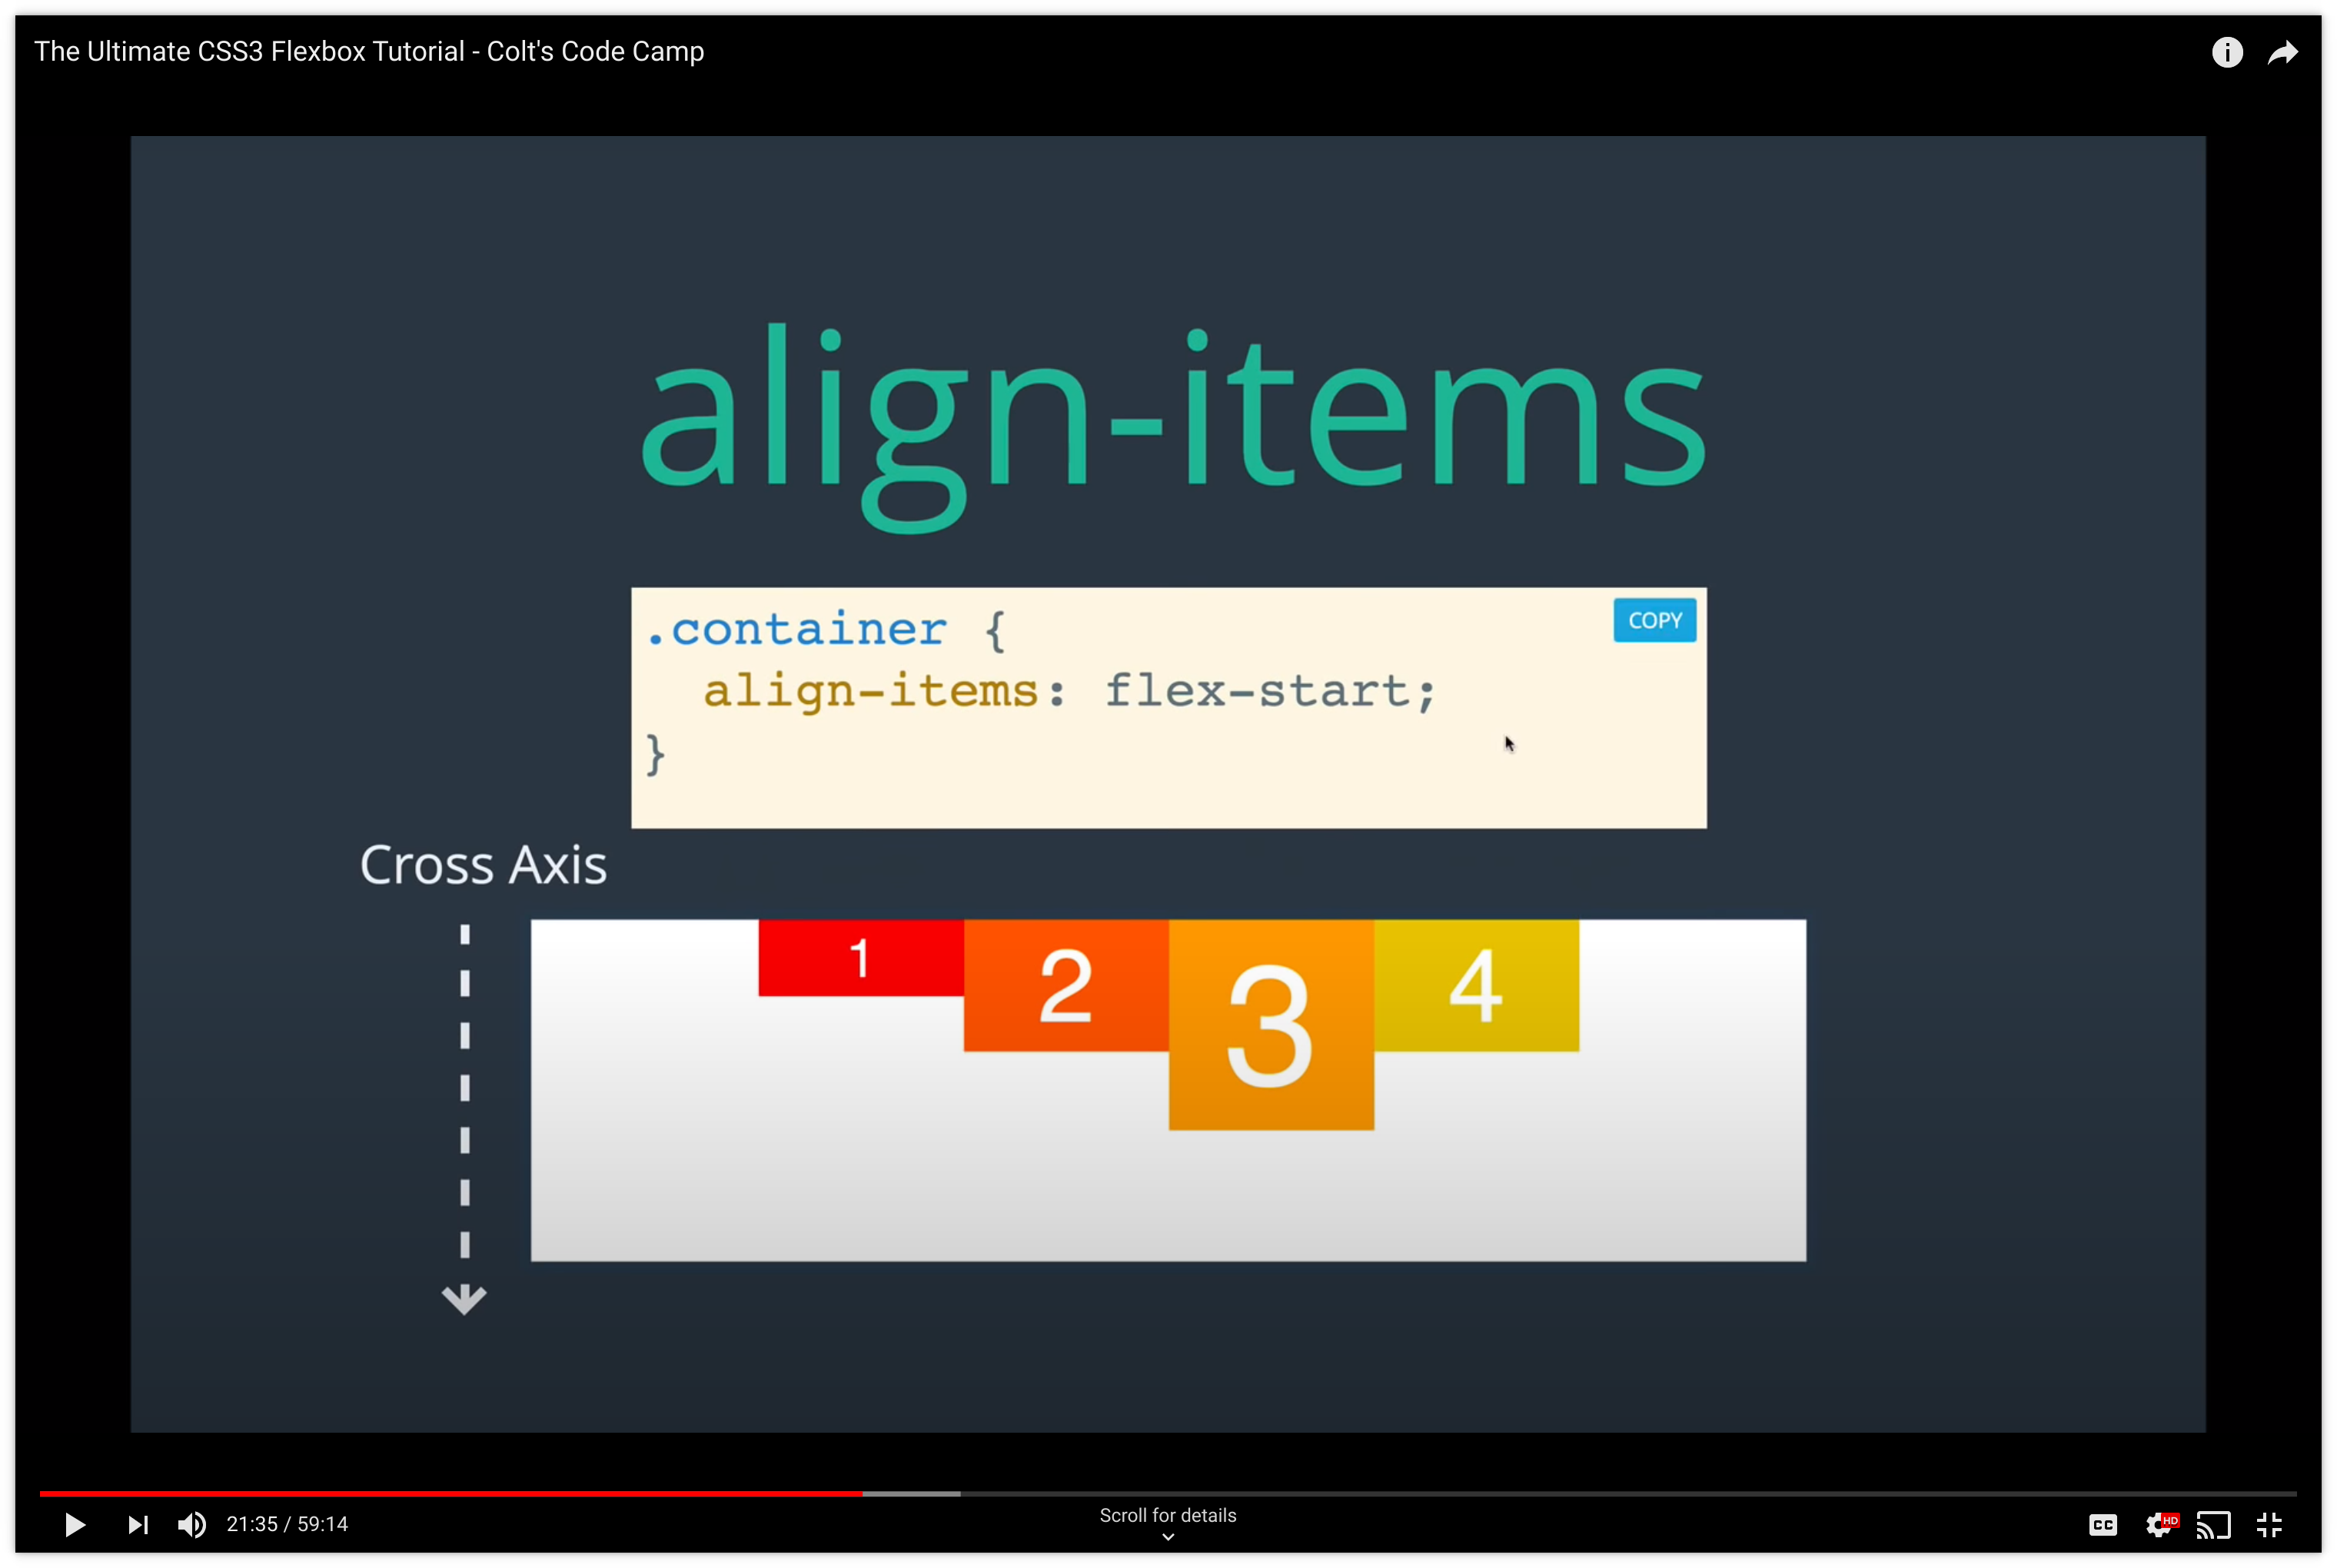 The Ultimate CSS3 Flexbox Tutorial - Colt's Code Camp
align-items
.container {
COPY
align-items: flex-start;
}
Cross Axis
1
2
3
4
21:35 / 59:14
Scroll for details
CC
HD